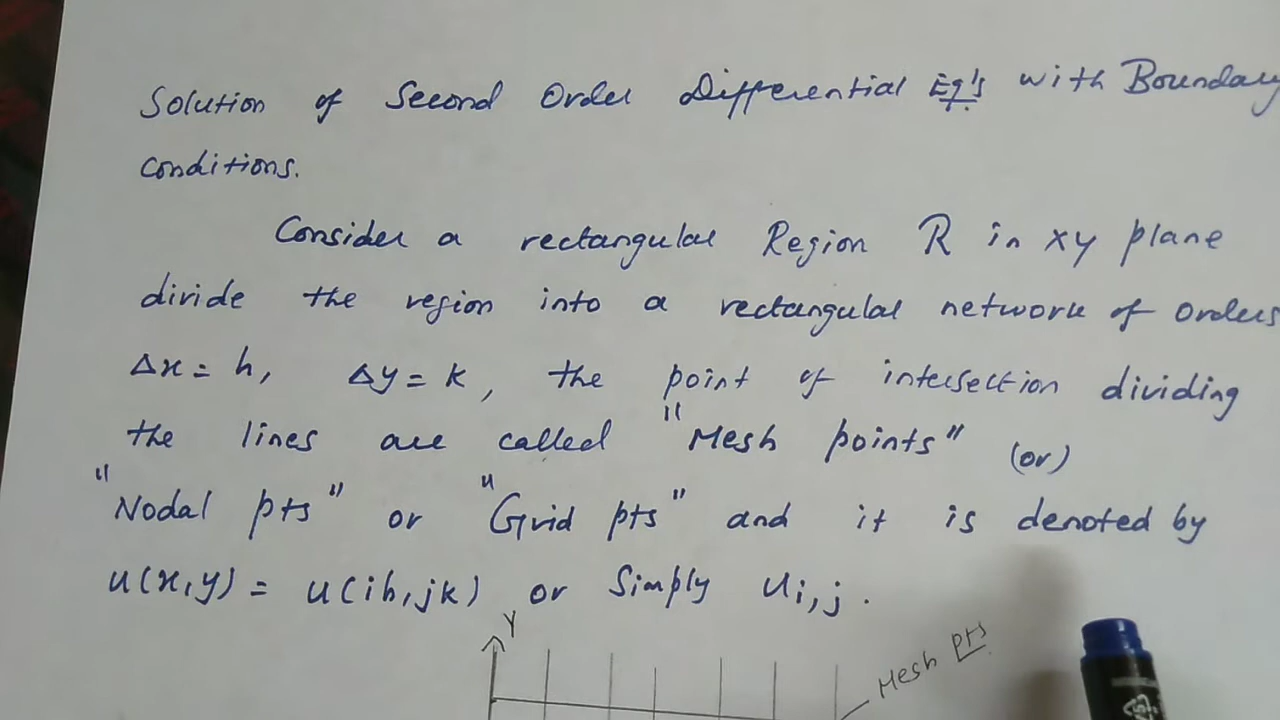 Solution of Second Order Differential Eq's with Boundary
Conditions.
Consider a rectangular Region R in xy plane
divide the region into a rectangular network of orders
Δx = h, Δy = k, the point of intersection dividing
the lines are called "Mesh points" (or)
"Nodal pts" or "Grid pts" and it is denoted by
u(x,y) = u(ih,jk) or Simply ui,j.
Y
Mesh pts